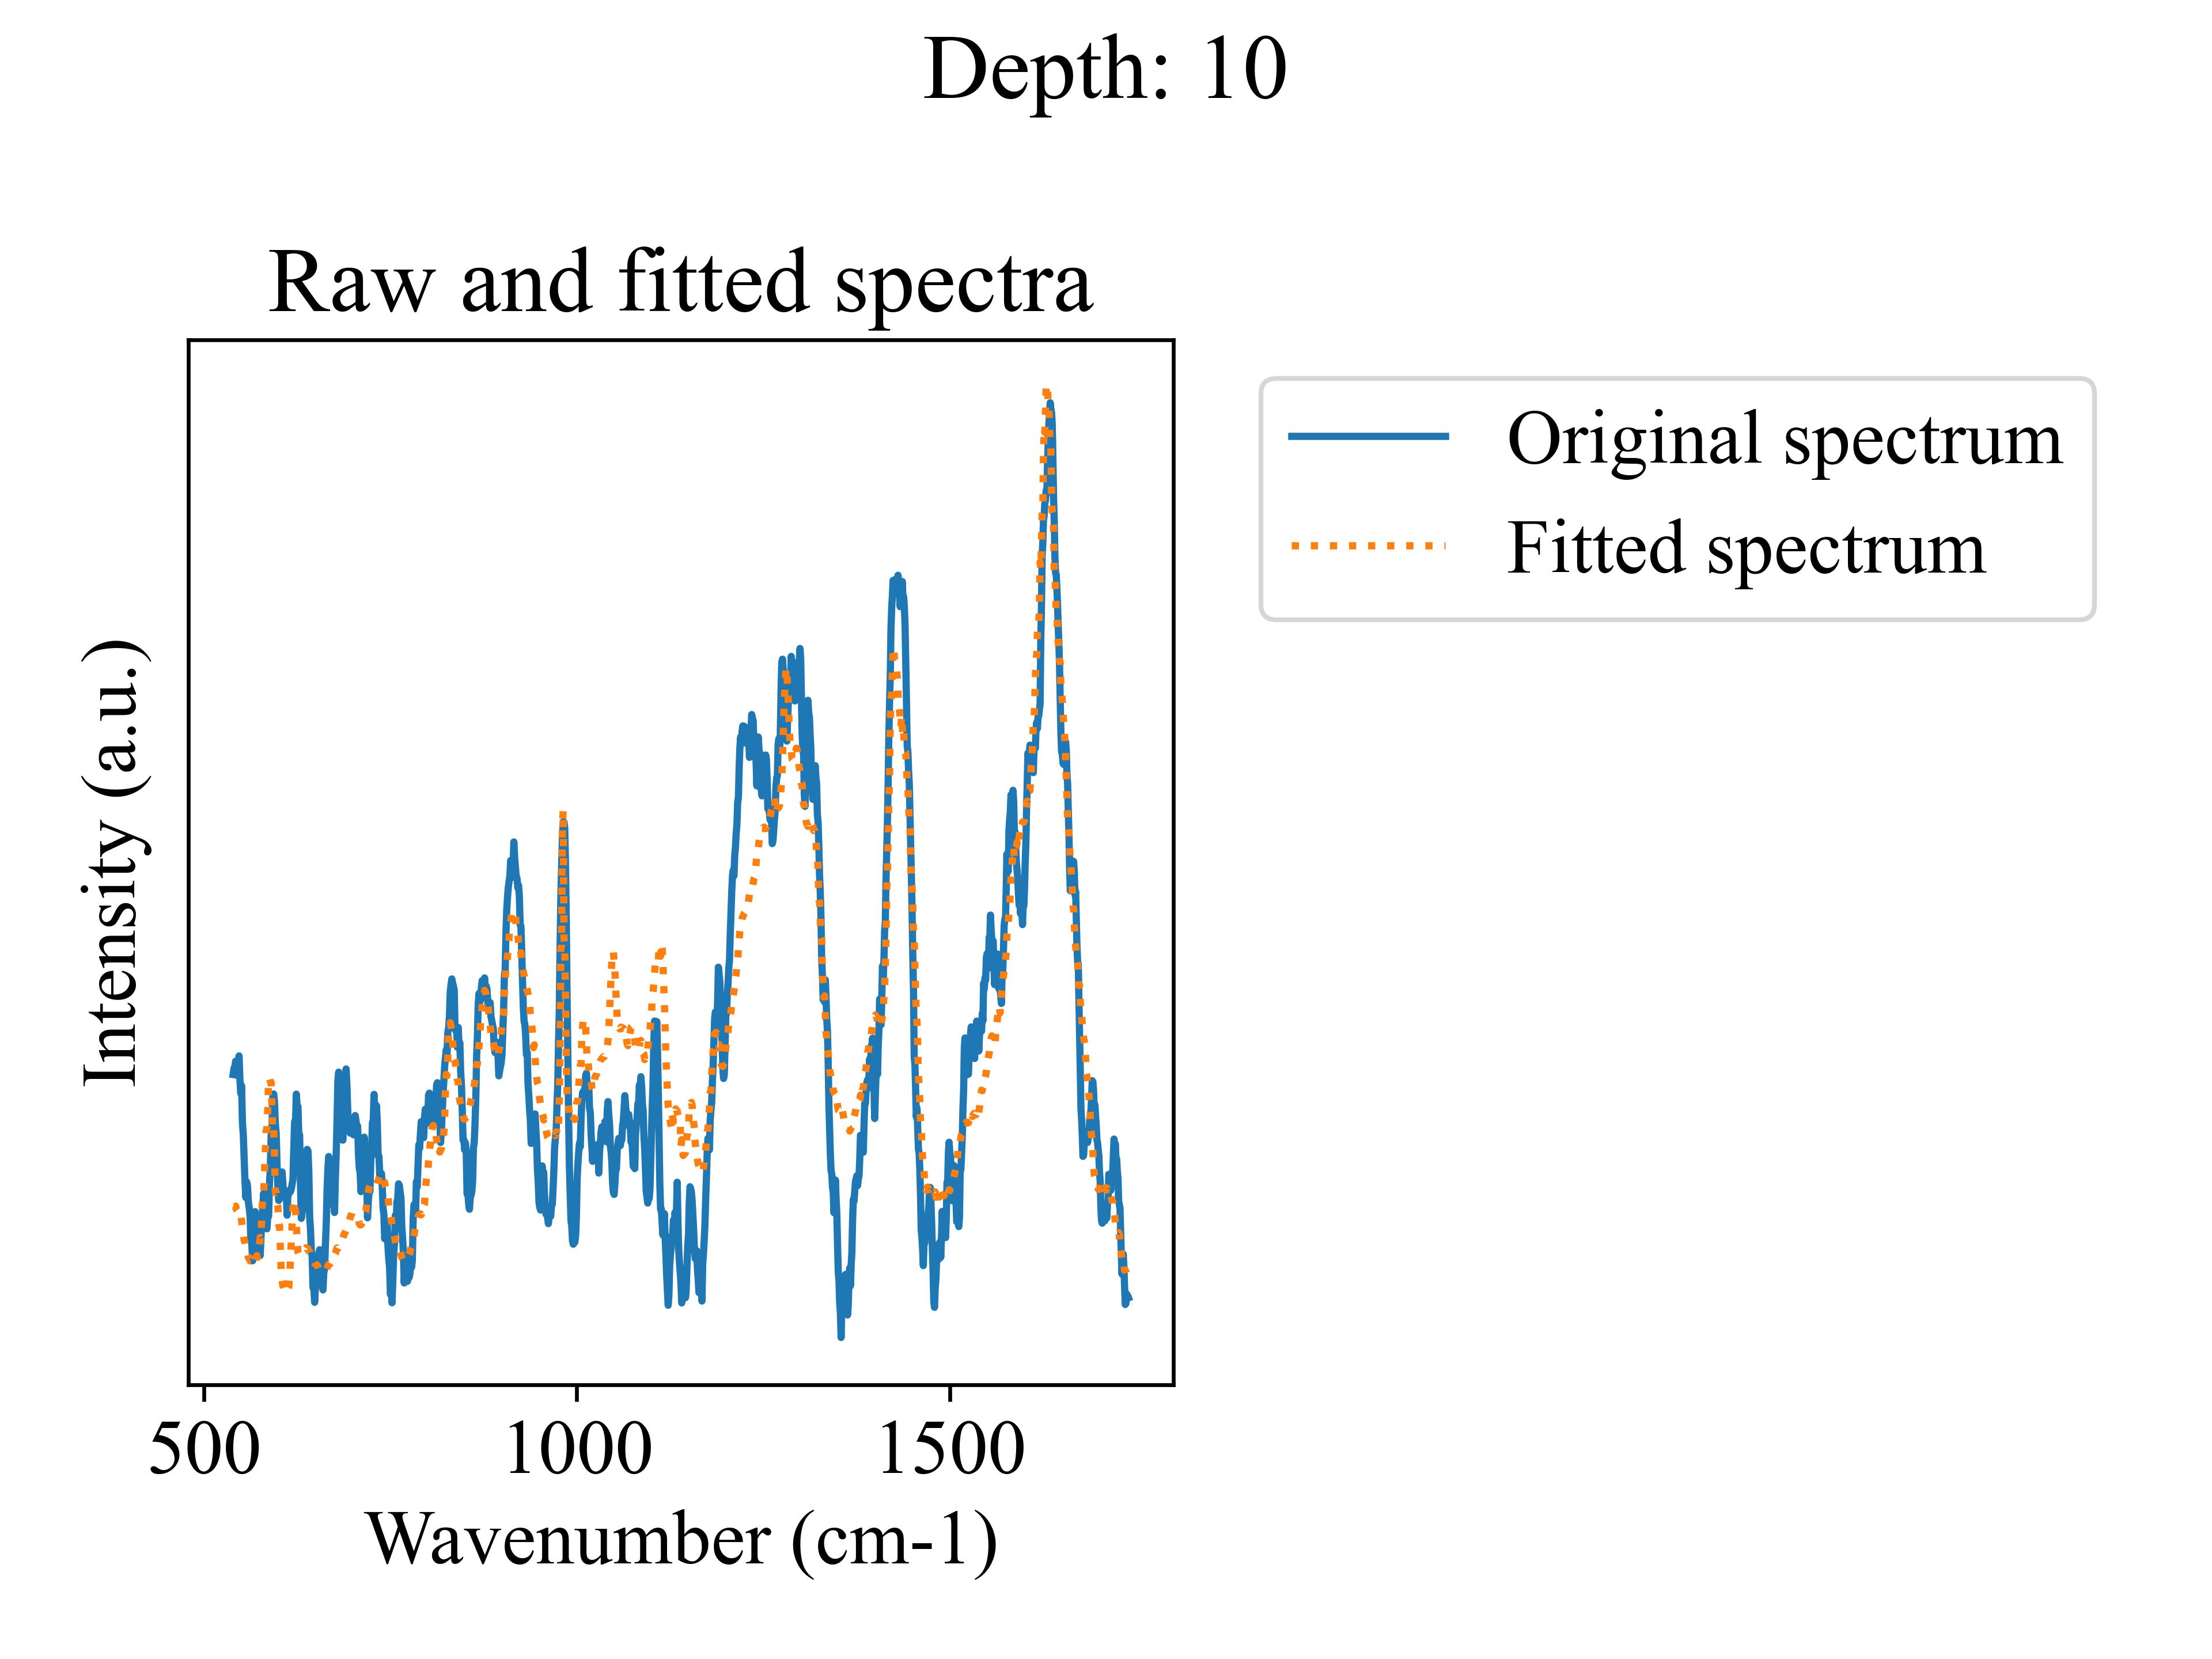 Depth: 10
Raw and fitted spectra
Original spectrum
Fitted spectrum
Intensity (a.u.)
500 1000 1500
Wavenumber (cm-1)